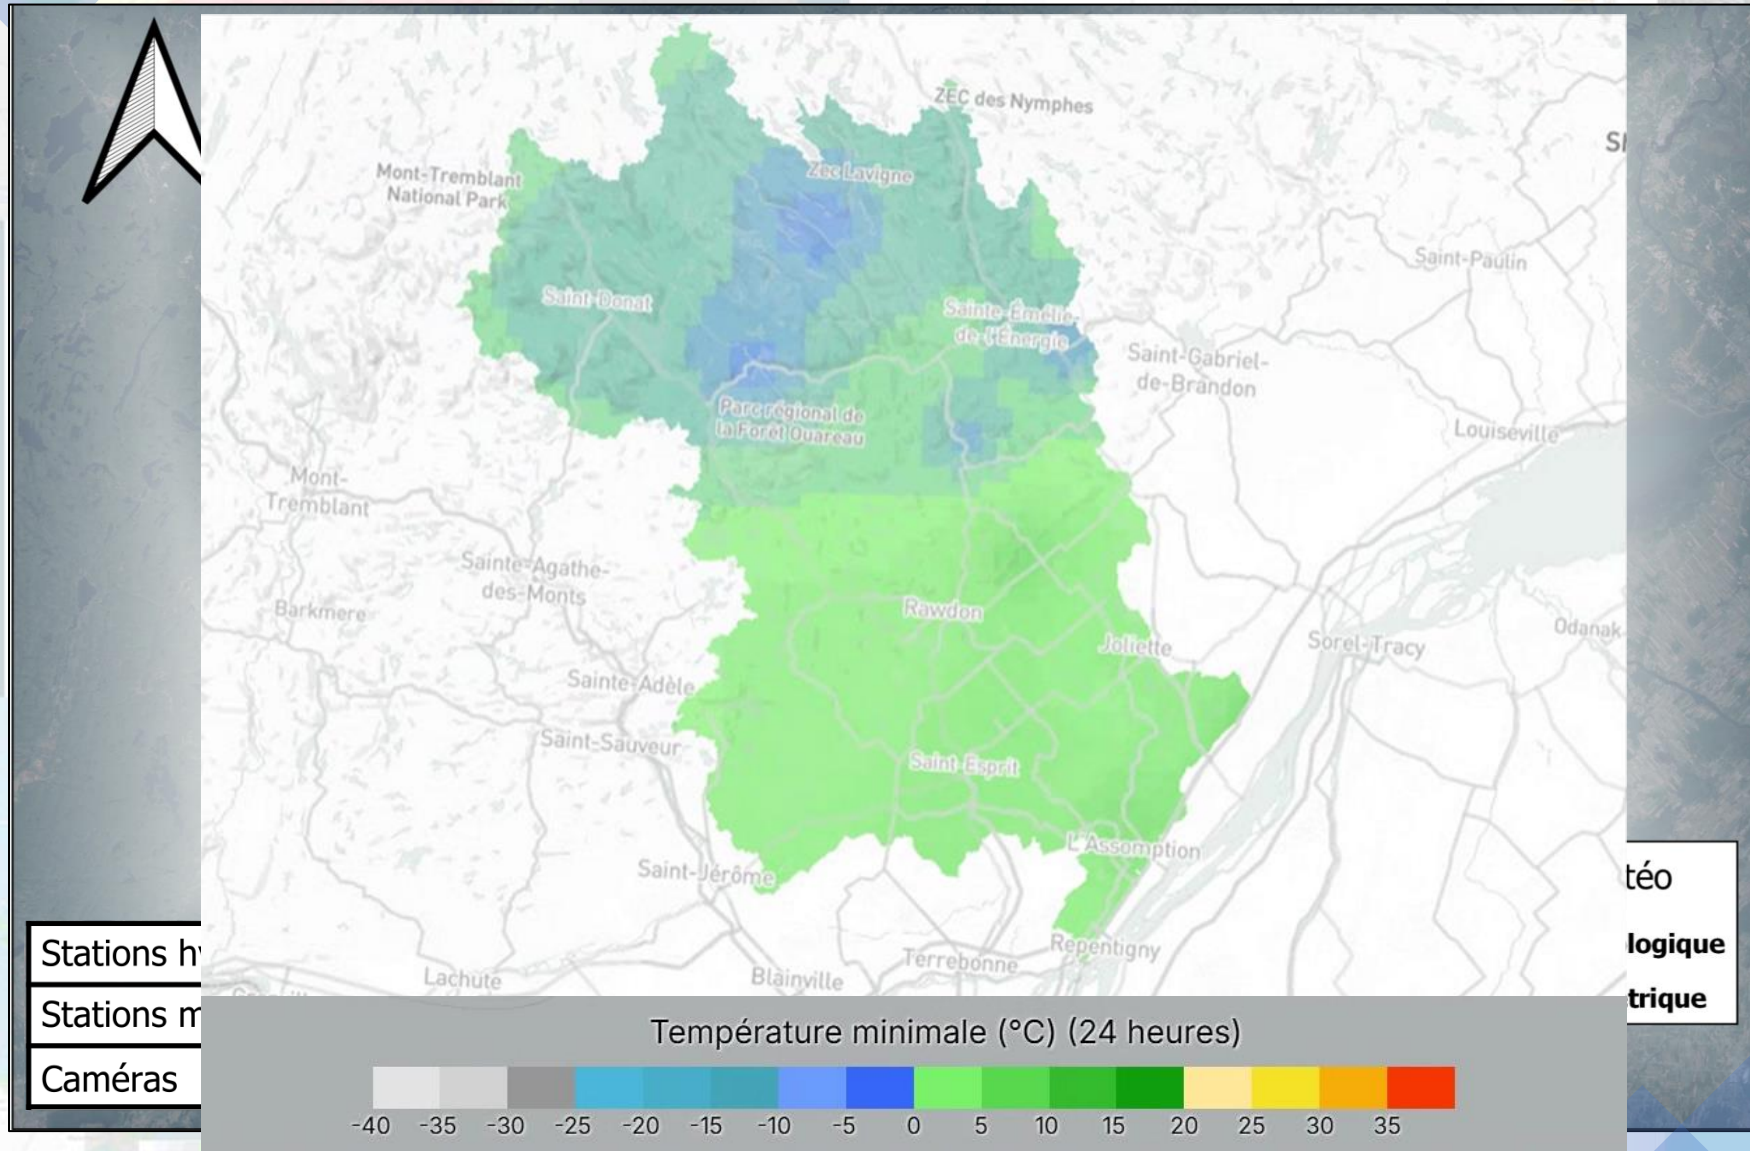 ZEC des Nymphes
Mont-Tremblant
National Park
Zec Lavigne
Saint-Paulin
Saint-Donat
Sainte-Émélie-
de-l'Énergie
Saint-Gabriel-
de-Brandon
Parc régional de
la Forêt Ouareau
Louiseville
Mont-
Tremblant
Sainte-Agathe-
des-Monts
Barkmere
Rawdon
Joliette
Sorel-Tracy
Odanak
Sainte-Adèle
Saint-Sauveur
Saint-Esprit
L'Assomption
Saint-Jérôme
téo
Repentigny
logique
Stations h
Terrebonne
Lachute
Blainville
trique
Stations m
Température minimale (°C) (24 heures)
Caméras
-40 -35 -30 -25 -20 -15 -10 -5 0 5 10 15 20 25 30 35